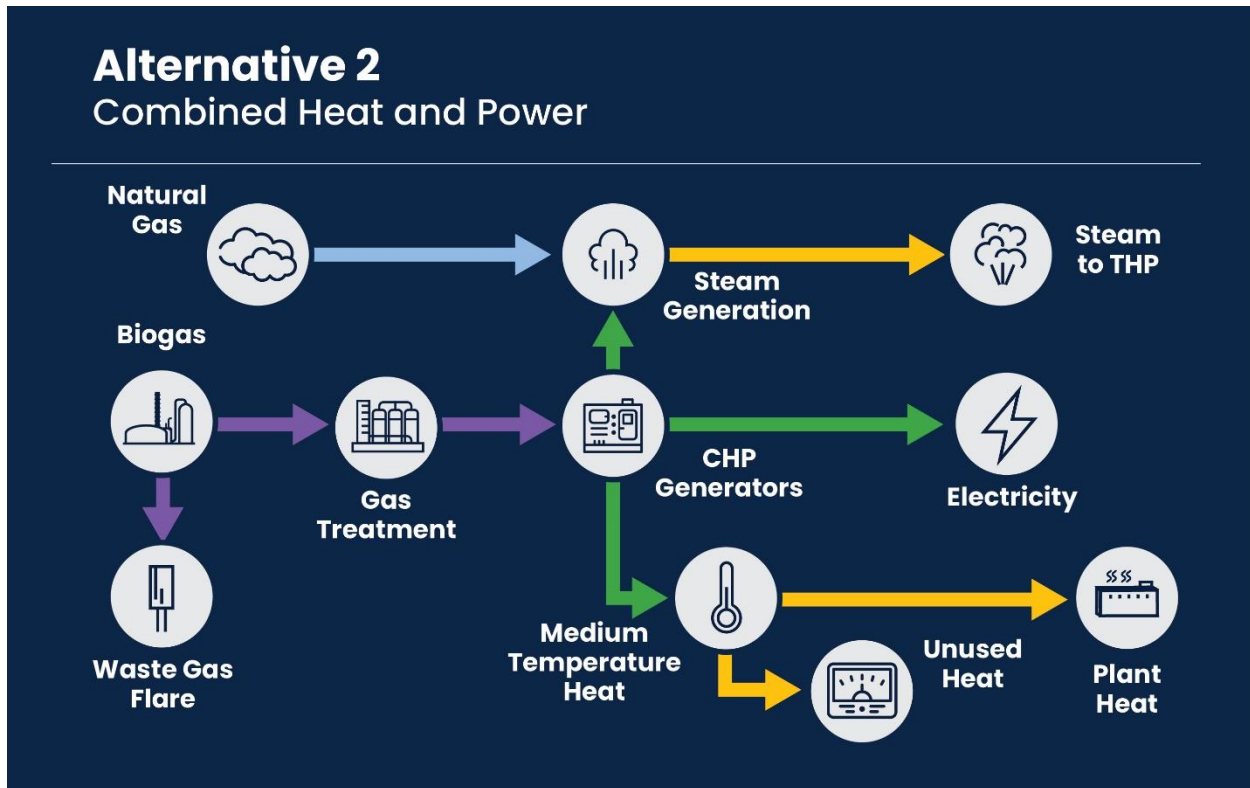 Alternative 2
Combined Heat and Power
Natural
Gas
Steam
Generation
Steam
to THP
Biogas
Gas
Treatment
CHP
Generators
Electricity
Waste Gas
Flare
Medium
Temperature
Heat
Unused
Heat
Plant
Heat